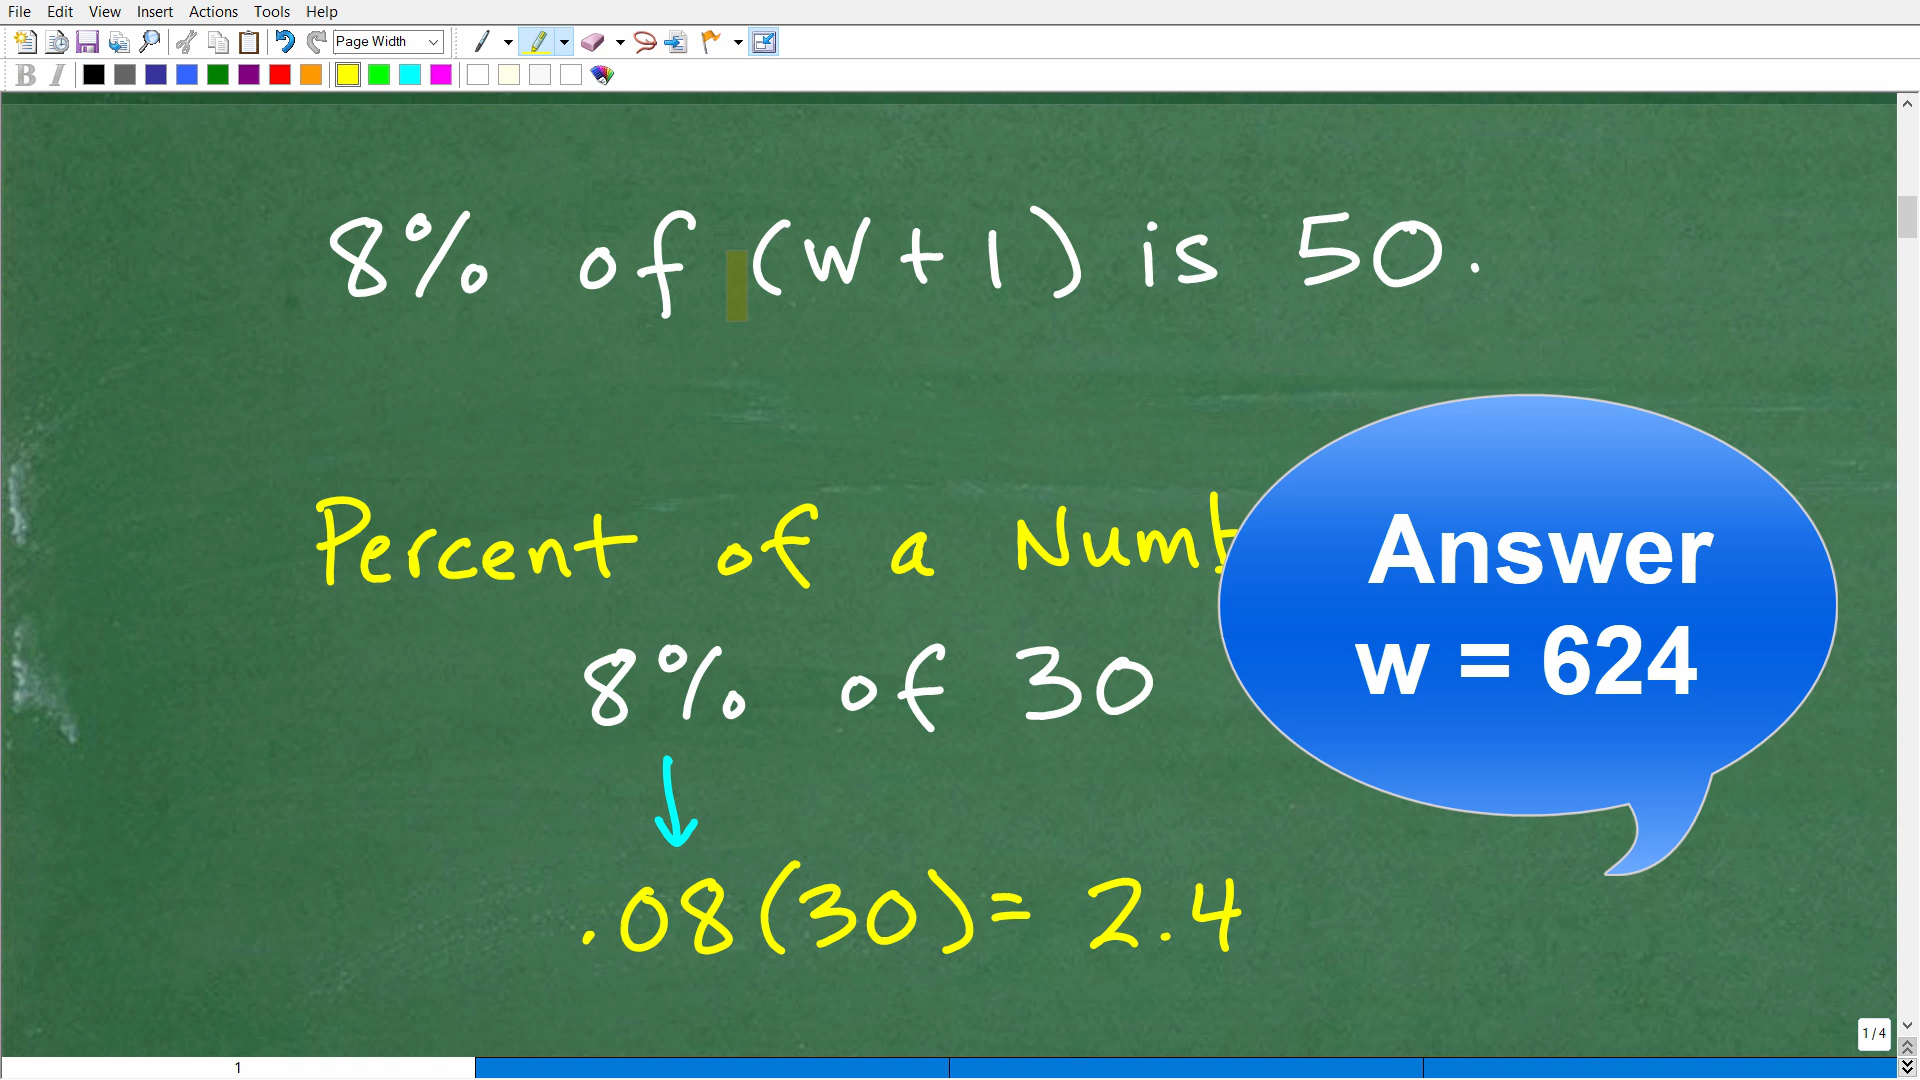 File Edit View Insert Actions Tools Help
Page Width
B I
8% of (w+1) is 50.
Percent of a Numb
8% of 30
.08(30)= 2.4
Answer
w = 624
1 / 4
1